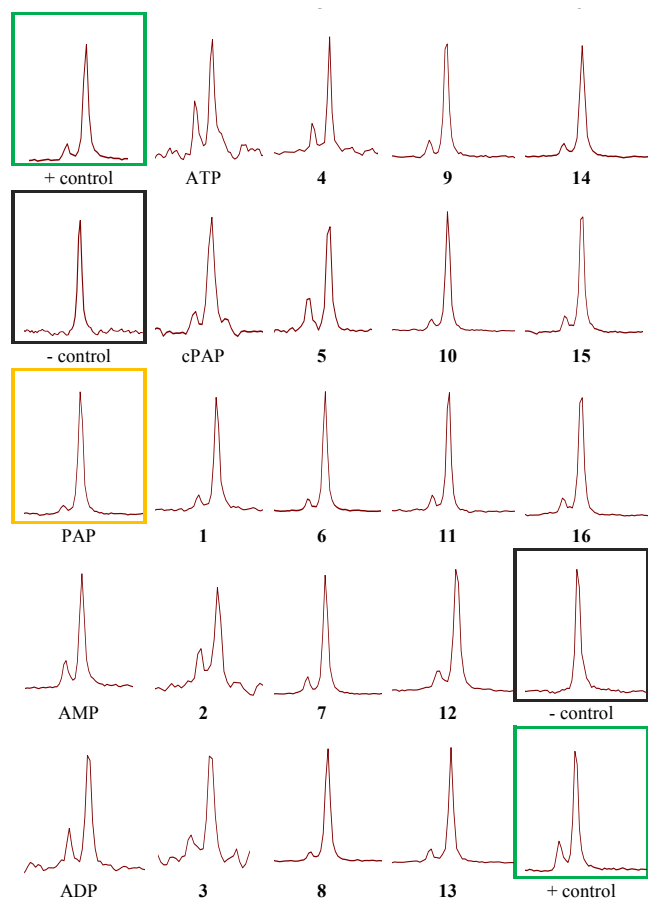 + control ATP 4 9 14
- control cPAP 5 10 15
PAP 1 6 11 16
AMP 2 7 12 - control
ADP 3 8 13 + control